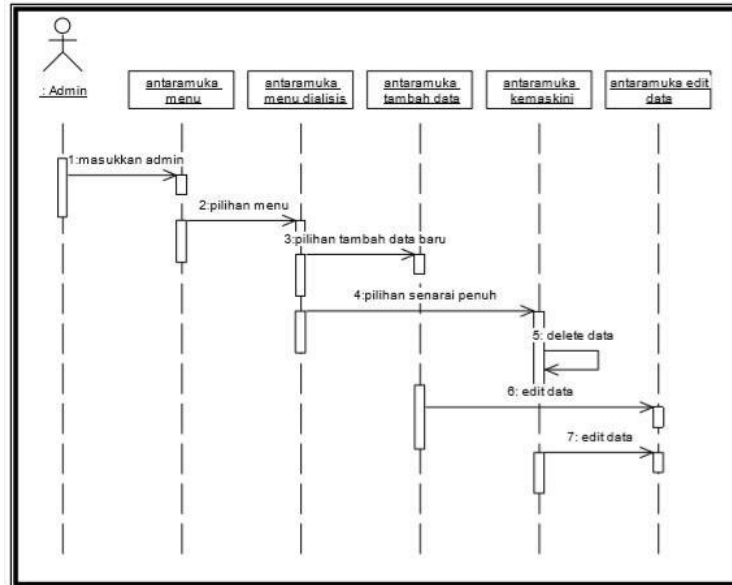 : Admin
antaramuka
menu
antaramuka
menu dialisis
antaramuka
tambah data
antaramuka
kemaskini
antaramuka edit
data
1:masukkan admin
2:pilihan menu
3:pilihan tambah data baru
4:pilihan senarai penuh
5: delete data
6: edit data
7: edit data